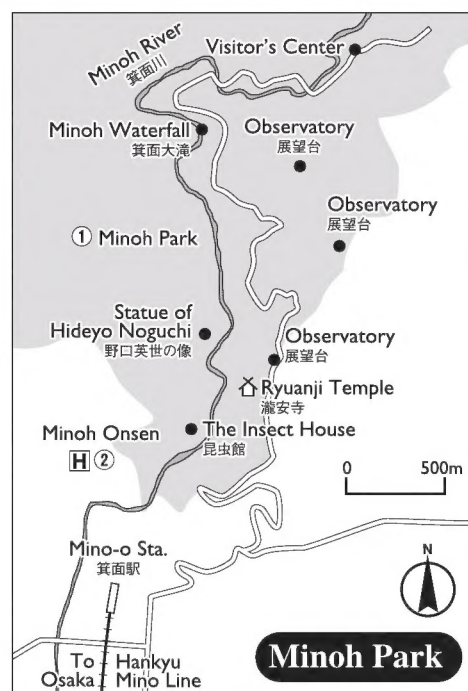 Visitor's Center
Minoh River
箕面川
Minoh Waterfall
箕面大滝
Observatory
展望台
Observatory
展望台
① Minoh Park
Statue of
Hideyo Noguchi
野口英世の像
Observatory
展望台
Ryuanji Temple
瀧安寺
Minoh Onsen
H ②
The Insect House
昆虫館
0 500m
Mino-o Sta.
箕面駅
N
To
Osaka
Hankyu
Mino Line
Minoh Park